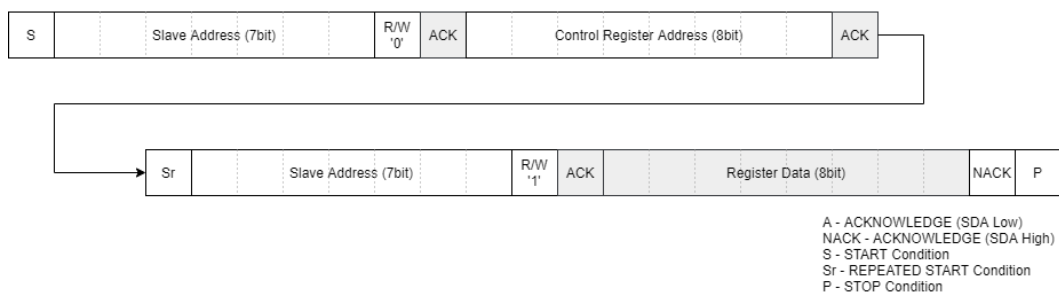 S Slave Address (7bit) R/W '0' ACK Control Register Address (8bit) ACK
Sr Slave Address (7bit) R/W '1' ACK Register Data (8bit) NACK P
A - ACKNOWLEDGE (SDA Low)
NACK - ACKNOWLEDGE (SDA High)
S - START Condition
Sr - REPEATED START Condition
P - STOP Condition